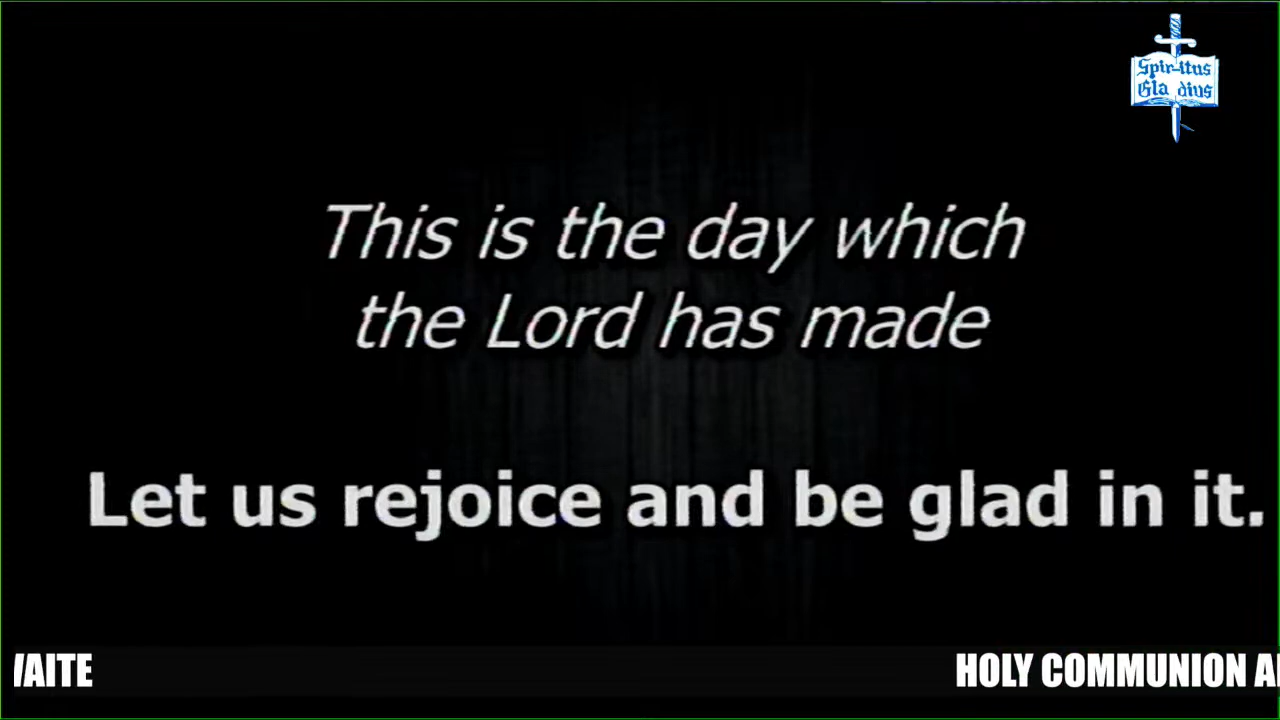 Spiritus
Gladius
This is the day which
the Lord has made
Let us rejoice and be glad in it.
HOLY COMMUNION